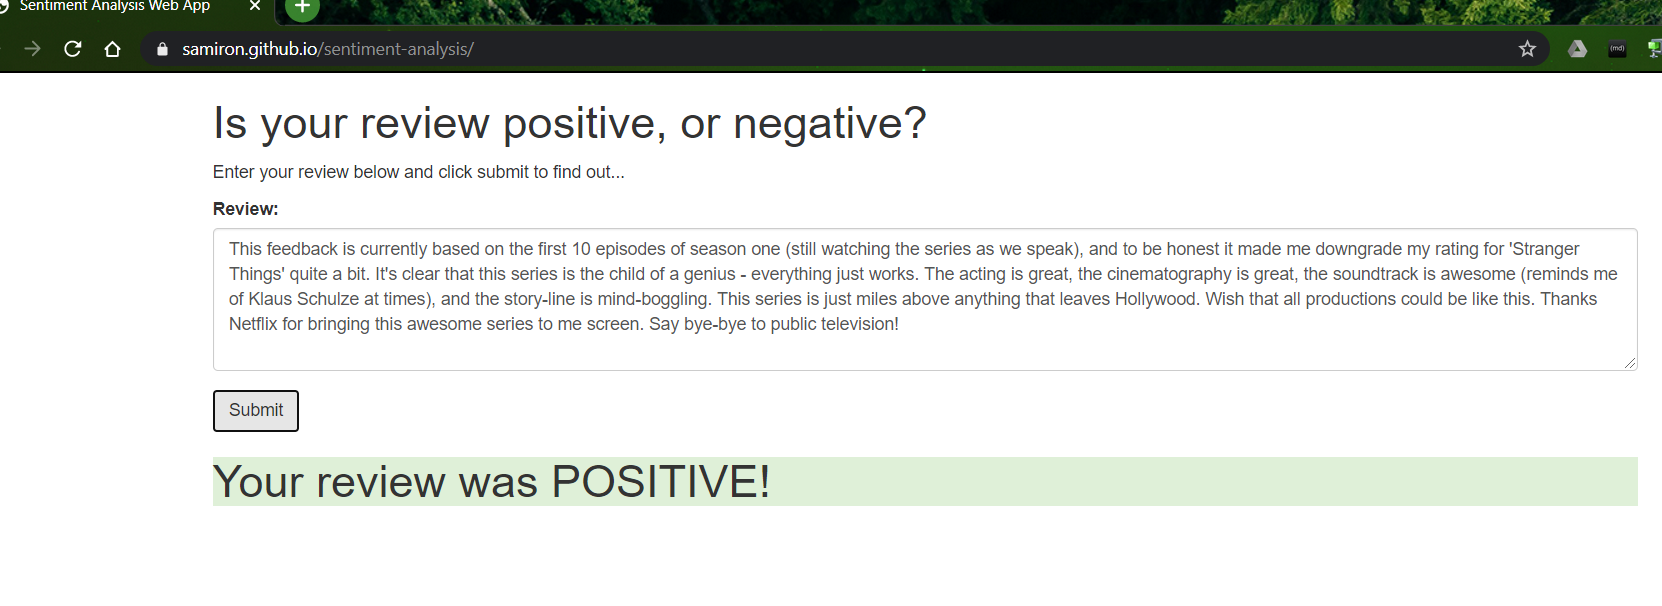 Sentiment Analysis Web App
samiron.github.io/sentiment-analysis/
(md)
Is your review positive, or negative?
Enter your review below and click submit to find out...
Review:
This feedback is currently based on the first 10 episodes of season one (still watching the series as we speak), and to be honest it made me downgrade my rating for 'Stranger
Things' quite a bit. It's clear that this series is the child of a genius - everything just works. The acting is great, the cinematography is great, the soundtrack is awesome (reminds me
of Klaus Schulze at times), and the story-line is mind-boggling. This series is just miles above anything that leaves Hollywood. Wish that all productions could be like this. Thanks
Netflix for bringing this awesome series to me screen. Say bye-bye to public television!
Submit
Your review was POSITIVE!